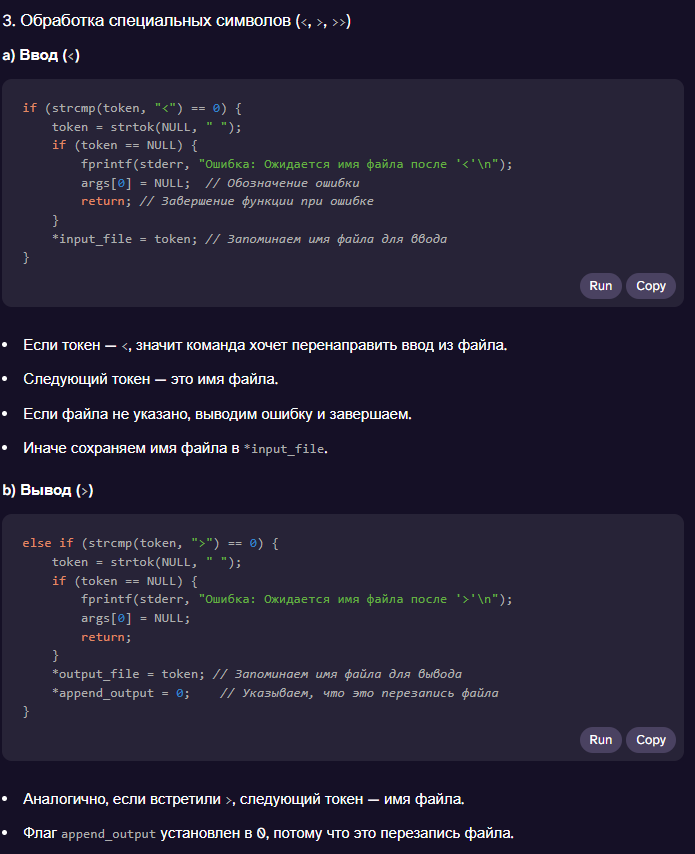 3. Обработка специальных символов (<, >, >>)
a) Ввод (<)
if (strcmp(token, "<") == 0) {
    token = strtok(NULL, " ");
    if (token == NULL) {
        fprintf(stderr, "Ошибка: Ожидается имя файла после '<'\n");
        args[0] = NULL;  // Обозначение ошибки
        return; // Завершение функции при ошибке
    }
    *input_file = token; // Запоминаем имя файла для ввода
}
Run Copy
• Если токен — <, значит команда хочет перенаправить ввод из файла.
• Следующий токен — это имя файла.
• Если файла не указано, выводим ошибку и завершаем.
• Иначе сохраняем имя файла в *input_file.
b) Вывод (>)
else if (strcmp(token, ">") == 0) {
    token = strtok(NULL, " ");
    if (token == NULL) {
        fprintf(stderr, "Ошибка: Ожидается имя файла после '>'\n");
        args[0] = NULL;
        return;
    }
    *output_file = token; // Запоминаем имя файла для вывода
    *append_output = 0;    // Указываем, что это перезапись файла
}
Run Copy
• Аналогично, если встретили >, следующий токен — имя файла.
• Флаг append_output установлен в 0, потому что это перезапись файла.